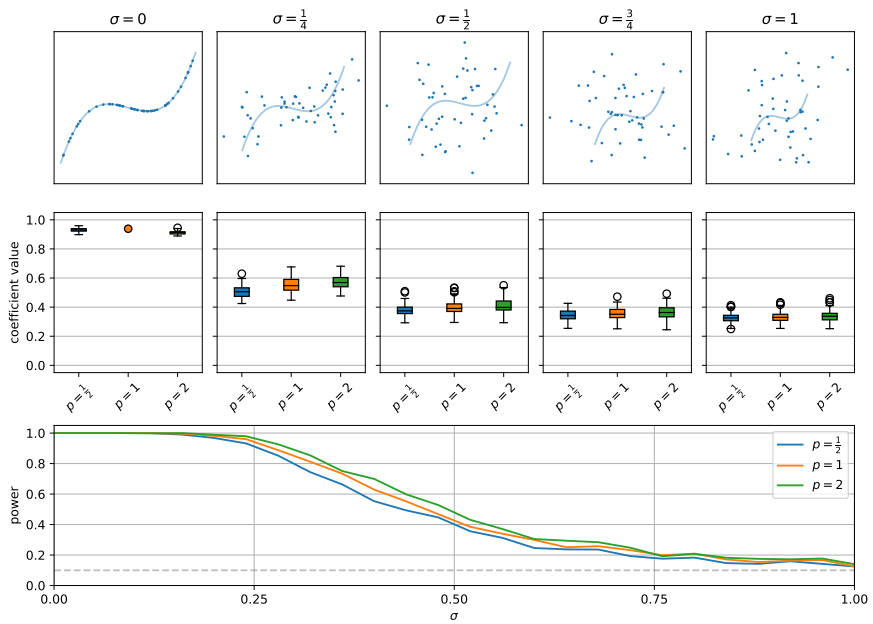 σ = 0 σ = 1/4 σ = 1/2 σ = 3/4 σ = 1
coefficient value
1.0
0.8
0.6
0.4
0.2
0.0
p = 1/2 p = 1 p = 2 p = 1/2 p = 1 p = 2 p = 1/2 p = 1 p = 2 p = 1/2 p = 1 p = 2 p = 1/2 p = 1 p = 2
power
1.0
0.8
0.6
0.4
0.2
0.0
p = 1/2
p = 1
p = 2
0.00 0.25 0.50 0.75 1.00
σ